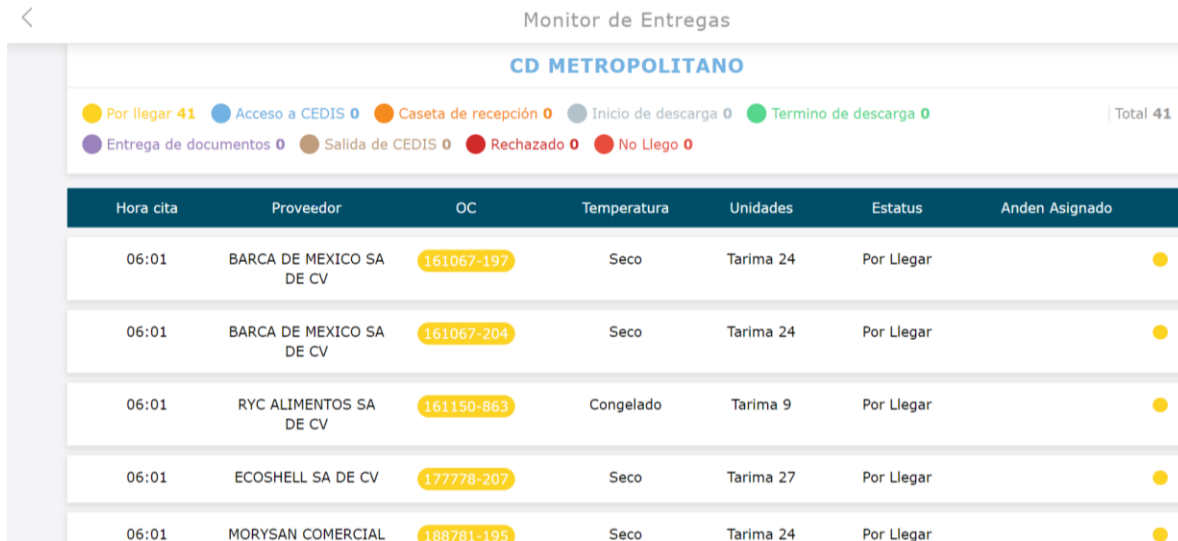 Monitor de Entregas
CD METROPOLITANO
Por llegar 41 Acceso a CEDIS 0 Caseta de recepción 0 Inicio de descarga 0 Termino de descarga 0 Total 41
Entrega de documentos 0 Salida de CEDIS 0 Rechazado 0 No Llego 0
Hora cita Proveedor OC Temperatura Unidades Estatus Anden Asignado
06:01 BARCA DE MEXICO SA 161067-197 Seco Tarima 24 Por Llegar
DE CV
06:01 BARCA DE MEXICO SA 161067-204 Seco Tarima 24 Por Llegar
DE CV
06:01 RYC ALIMENTOS SA 161150-863 Congelado Tarima 9 Por Llegar
DE CV
06:01 ECOSHELL SA DE CV 177778-207 Seco Tarima 27 Por Llegar
06:01 MORYSAN COMERCIAL 188781-195 Seco Tarima 24 Por Llegar